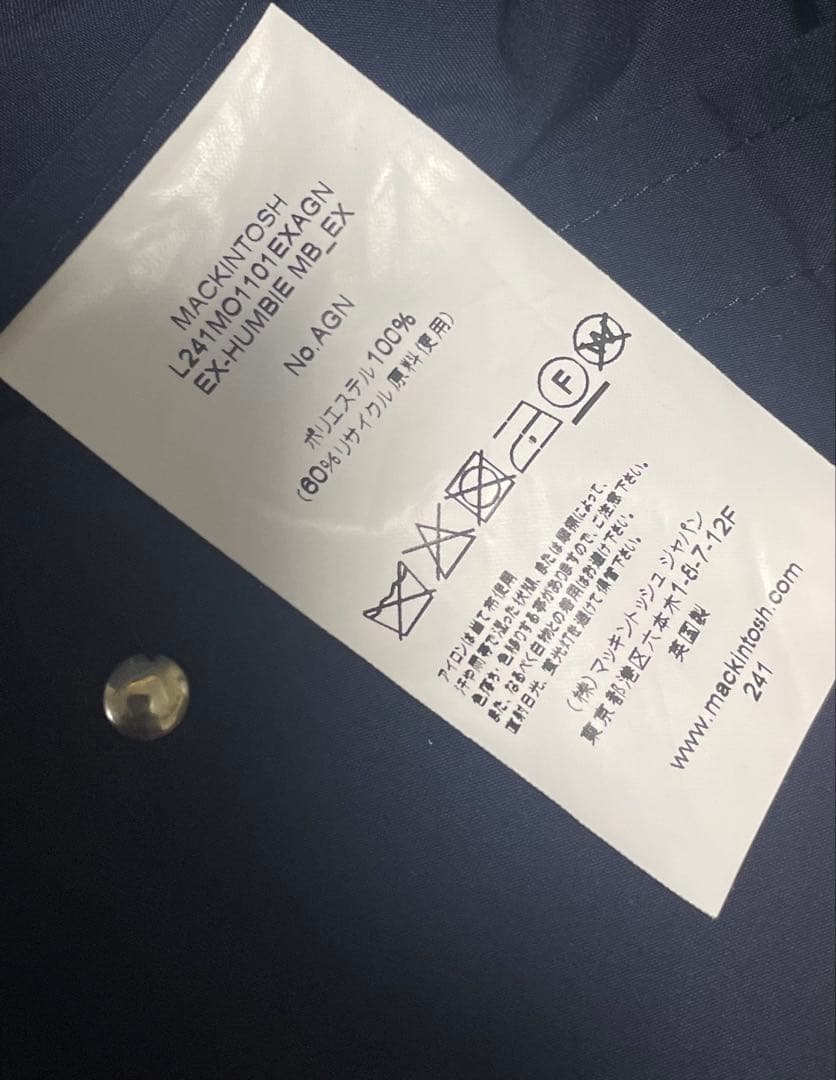 MACKINTOSH
L241MO1101EXAGN
EX-HUMBIE MB_EX
No.AGN
ポリエステル 100%
(60%リサイクル原料使用)
F
W
アイロンは当て布使用
汗や雨等で湿った状態、または摩擦によって、
色落ち、色移りする事がありますので、ご注意下さい。
また、なるべく白物との着用はお避け下さい。
直射日光、蛍光灯を避けて保管下さい。
(株)マッキントッシュ ジャパン
東京都港区六本木1-8-7-12F
英国製
www.mackintosh.com
241